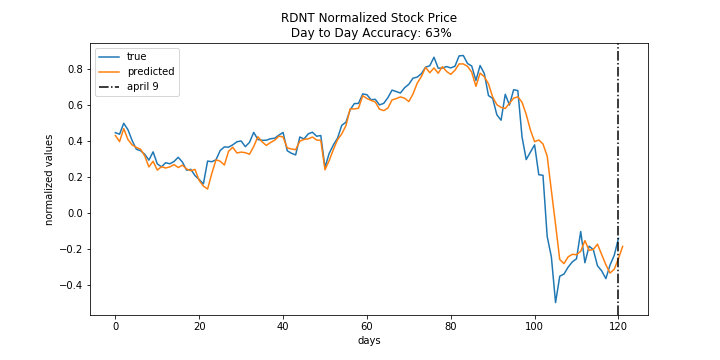 RDNT Normalized Stock Price
Day to Day Accuracy: 63%
true
predicted
april 9
normalized values
0.8
0.6
0.4
0.2
0.0
−0.2
−0.4
0
20
40
60
80
100
120
days